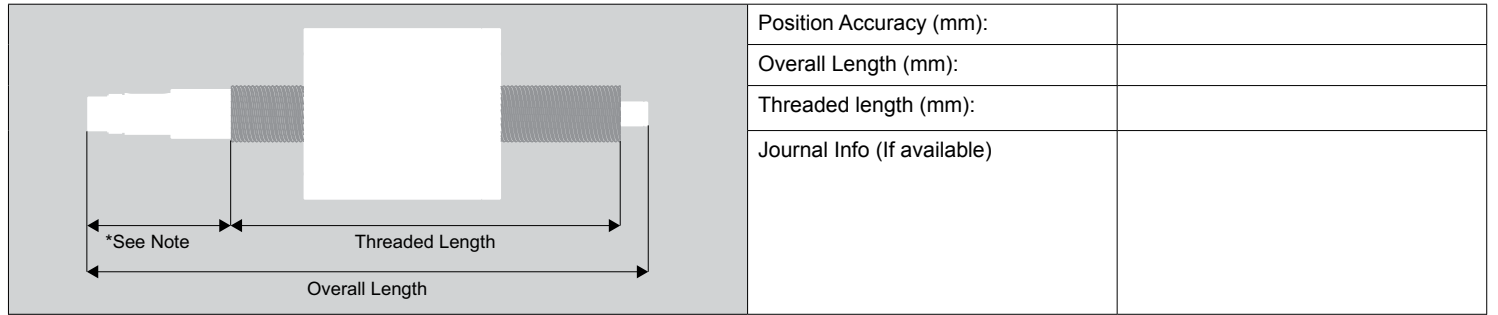 Position Accuracy (mm):
Overall Length (mm):
Threaded length (mm):
Journal Info (If available)
*See Note
Threaded Length
Overall Length